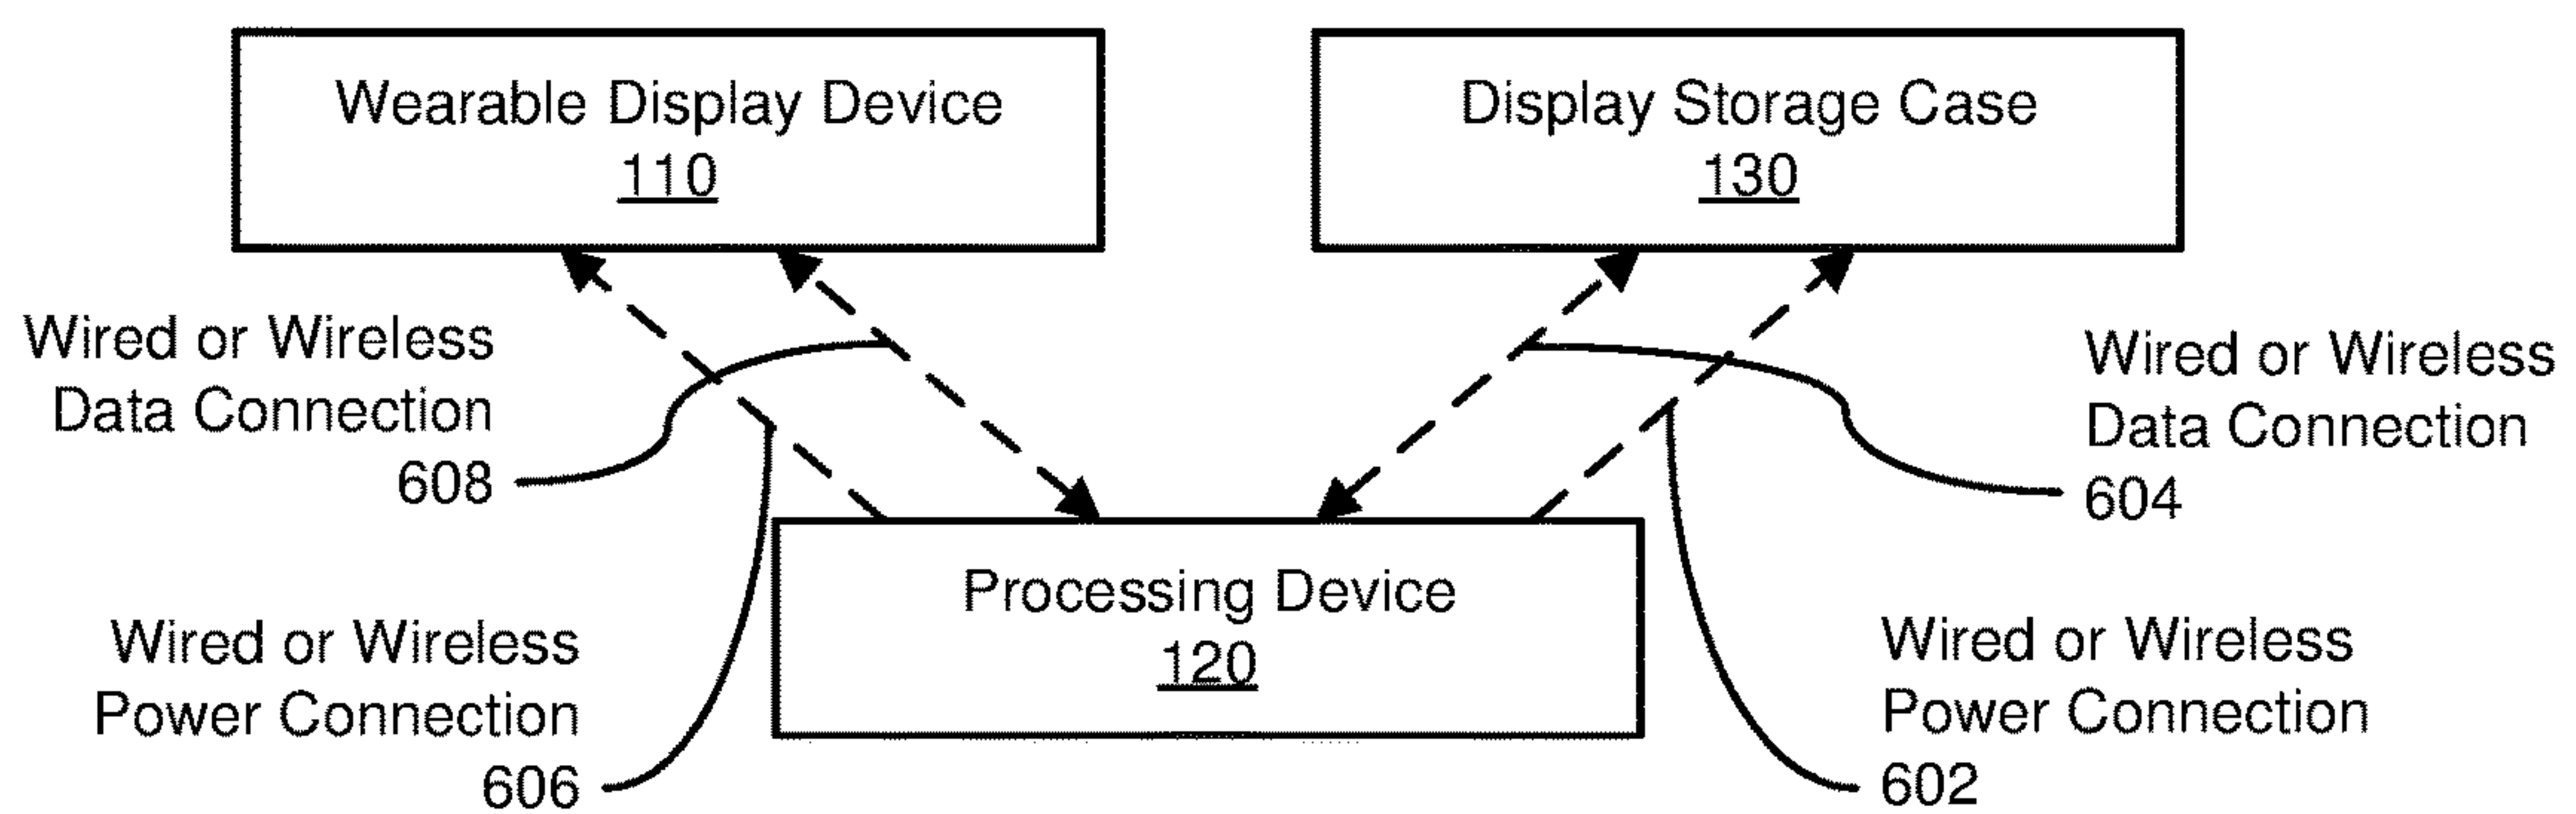 Wearable Display Device
110
Display Storage Case
130
Wired or Wireless
Data Connection
608
Wired or Wireless
Data Connection
604
Processing Device
120
Wired or Wireless
Power Connection
606
Wired or Wireless
Power Connection
602